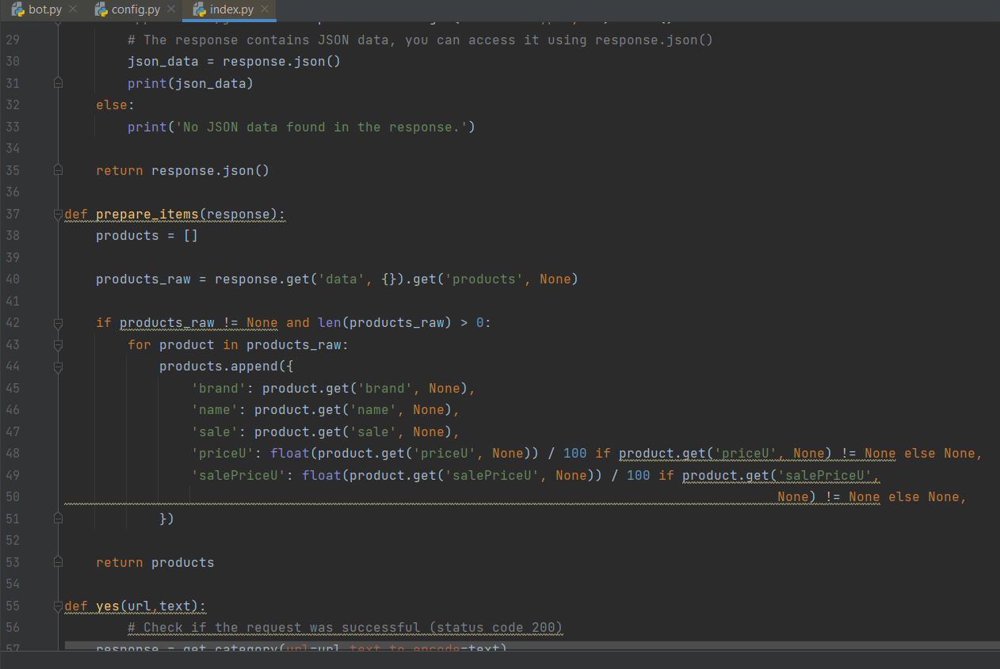 bot.py
config.py
index.py
29 # The response contains JSON data, you can access it using response.json()
30 json_data = response.json()
31 print(json_data)
32 else:
33 print('No JSON data found in the response.')
34
35 return response.json()
36
37 def prepare_items(response):
38 products = []
39
40 products_raw = response.get('data', {}).get('products', None)
41
42 if products_raw != None and len(products_raw) > 0:
43 for product in products_raw:
44 products.append({
45 'brand': product.get('brand', None),
46 'name': product.get('name', None),
47 'sale': product.get('sale', None),
48 'priceU': float(product.get('priceU', None)) / 100 if product.get('priceU', None) != None else None,
49 'salePriceU': float(product.get('salePriceU', None)) / 100 if product.get('salePriceU',
50 None) != None else None,
51 })
52
53 return products
54
55 def yes(url,text):
56 # Check if the request was successful (status code 200)
57 response = get_category(url=url,text_to_encode=text)